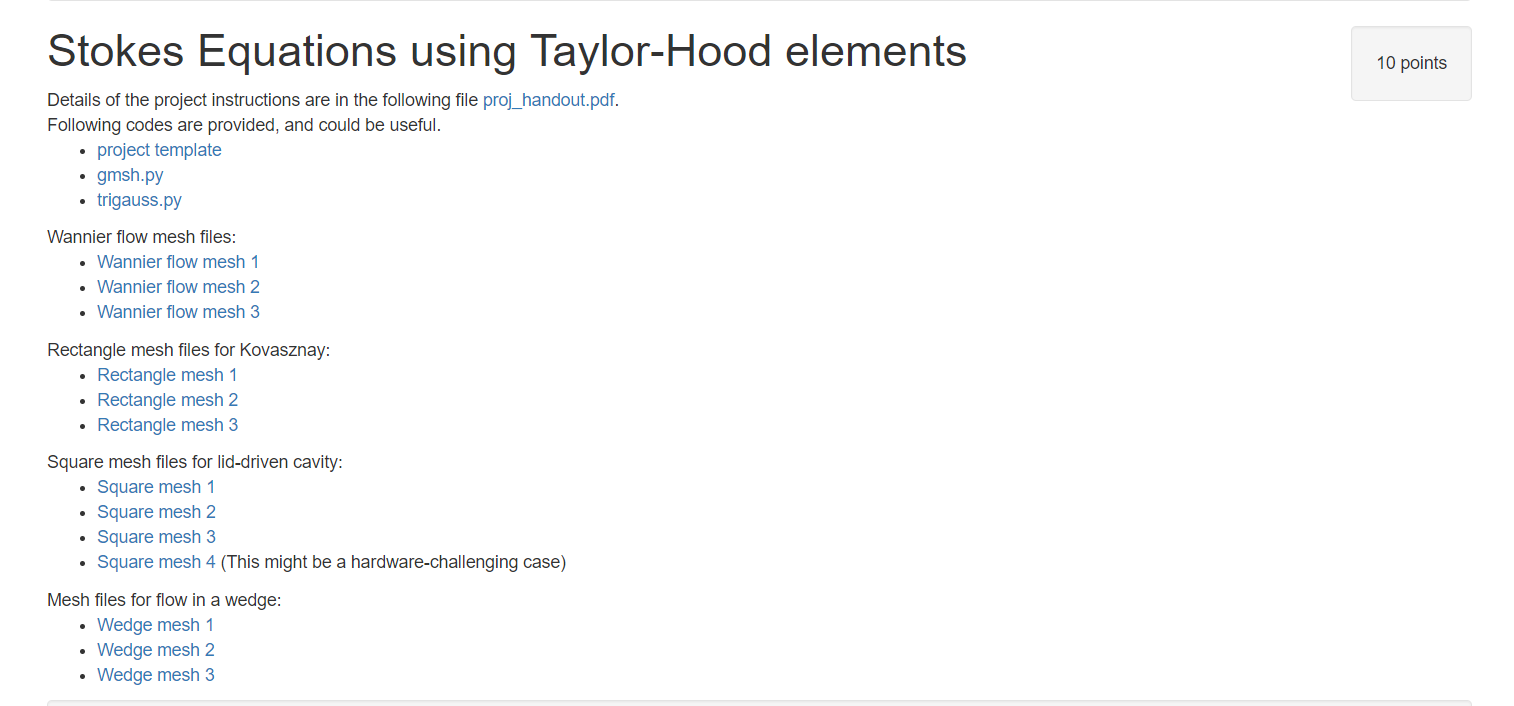 Stokes Equations using Taylor-Hood elements
10 points
Details of the project instructions are in the following file proj_handout.pdf.
Following codes are provided, and could be useful.
project template
gmsh.py
trigauss.py
Wannier flow mesh files:
Wannier flow mesh 1
Wannier flow mesh 2
Wannier flow mesh 3
Rectangle mesh files for Kovasznay:
Rectangle mesh 1
Rectangle mesh 2
Rectangle mesh 3
Square mesh files for lid-driven cavity:
Square mesh 1
Square mesh 2
Square mesh 3
Square mesh 4 (This might be a hardware-challenging case)
Mesh files for flow in a wedge:
Wedge mesh 1
Wedge mesh 2
Wedge mesh 3